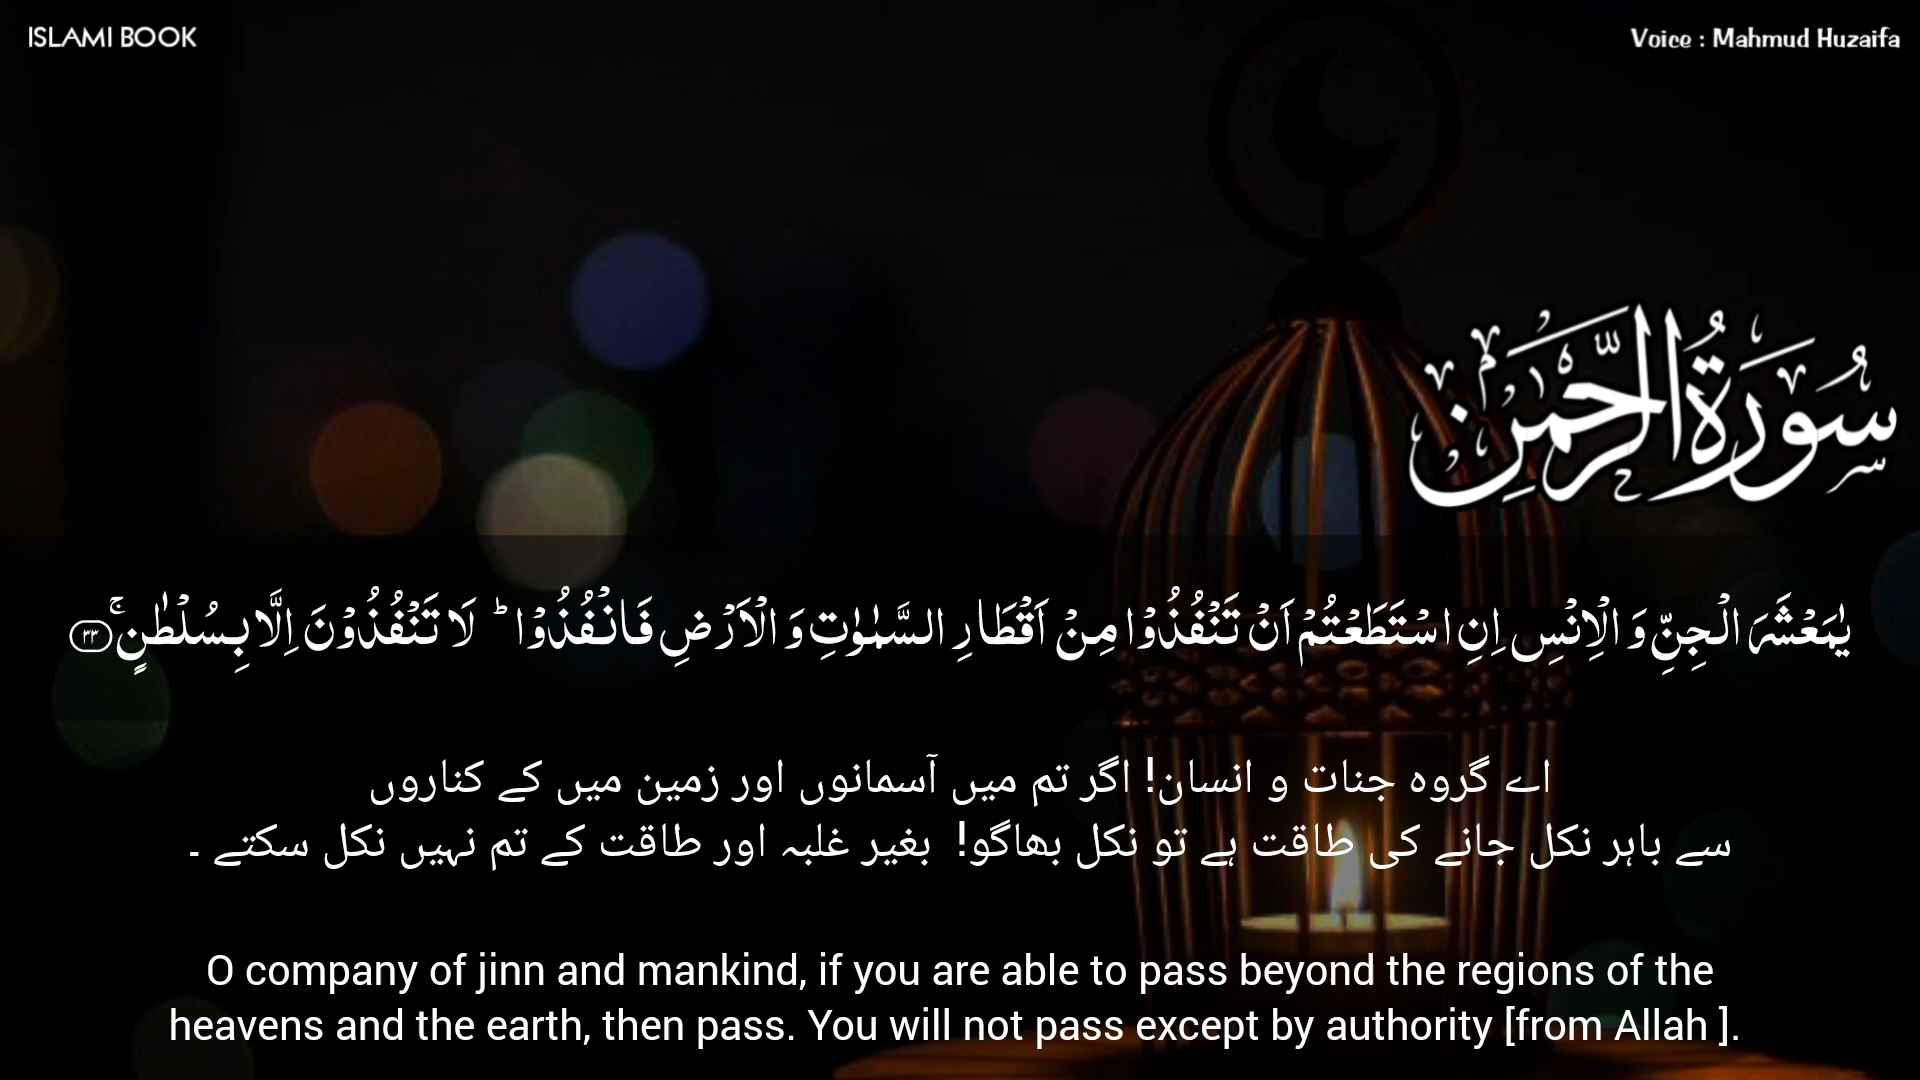 ISLAMI BOOK
Voice : Mahmud Huzaifa
سُوۡرَةُ الرَّحۡمٰنِ
يٰمَعۡشَرَ الۡجِنِّ وَ الۡاِنۡسِ اِنِ اسۡتَطَعۡتُمۡ اَنۡ تَنۡفُذُوۡا مِنۡ اَقۡطَارِ السَّمٰوٰتِ وَ الۡاَرۡضِ فَانۡفُذُوۡا ؕ لَا تَنۡفُذُوۡنَ اِلَّا بِسُلۡطٰنٍ ۚ ﴿۳۳﴾
اے گروہ جنات و انسان! اگر تم میں آسمانوں اور زمین میں کے کناروں
سے باہر نکل جانے کی طاقت ہے تو نکل بھاگو! بغیر غلبہ اور طاقت کے تم نہیں نکل سکتے ۔
O company of jinn and mankind, if you are able to pass beyond the regions of the
heavens and the earth, then pass. You will not pass except by authority [from Allah ].